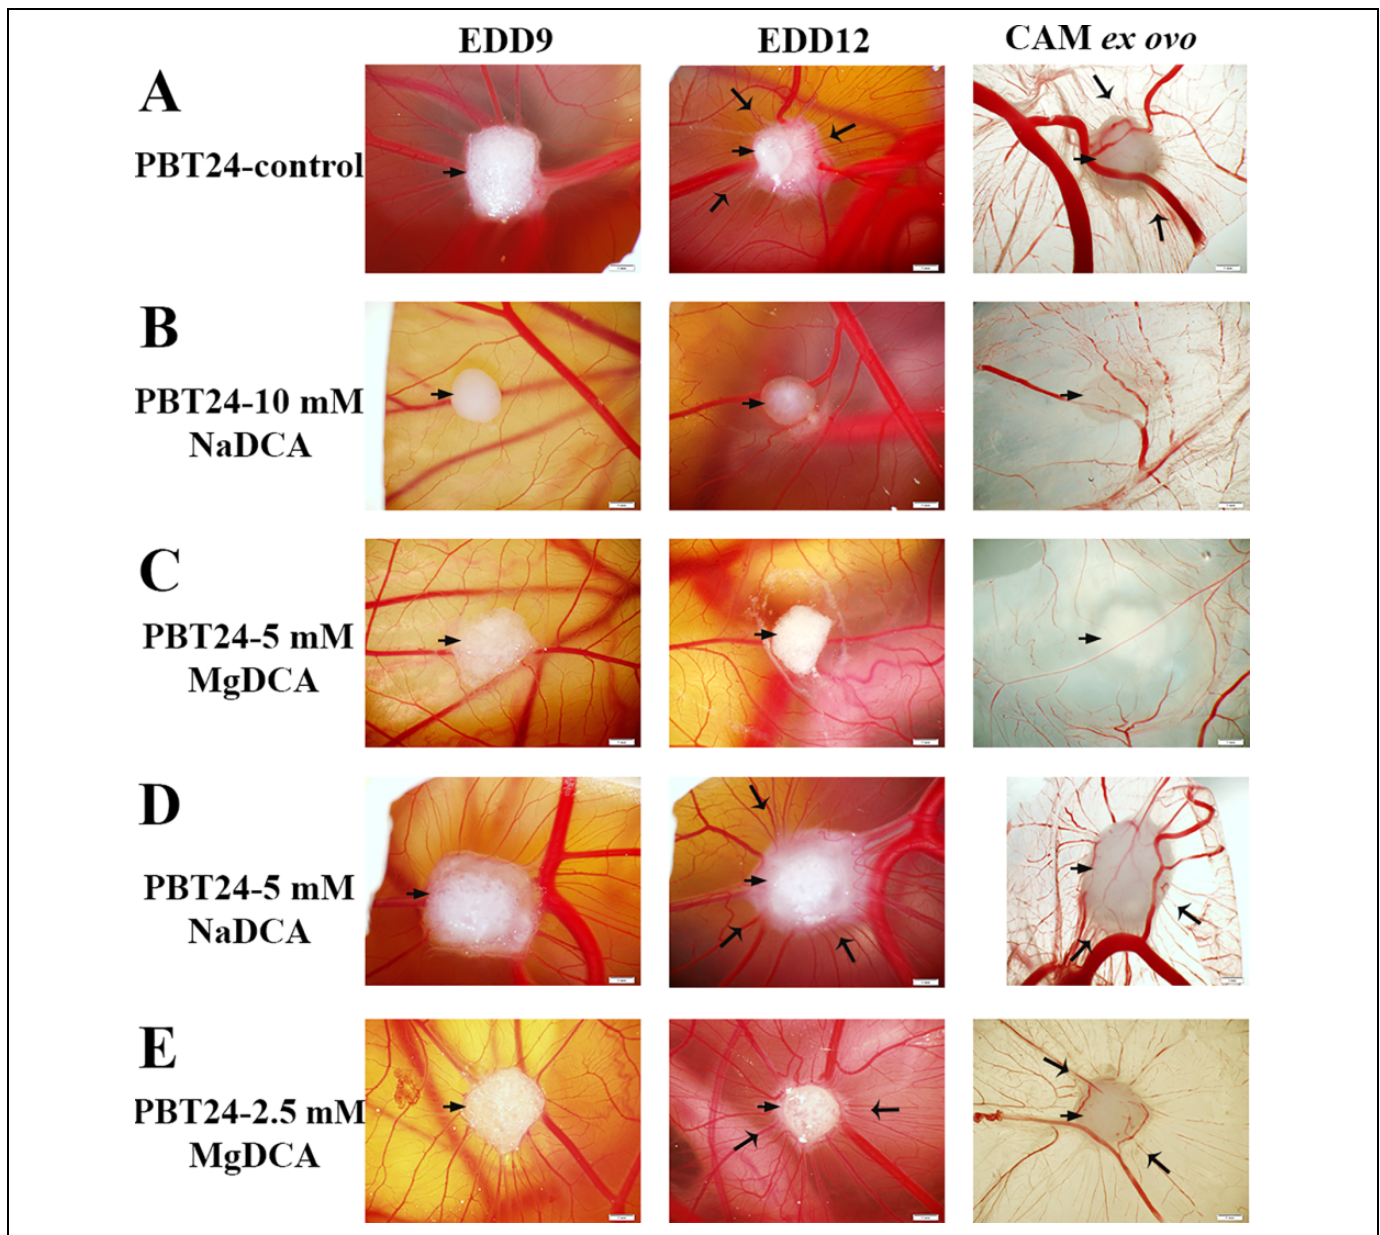 EDD9 EDD12 CAM ex ovo
A
PBT24-control
B
PBT24-10 mM
NaDCA
C
PBT24-5 mM
MgDCA
D
PBT24-5 mM
NaDCA
E
PBT24-2.5 mM
MgDCA